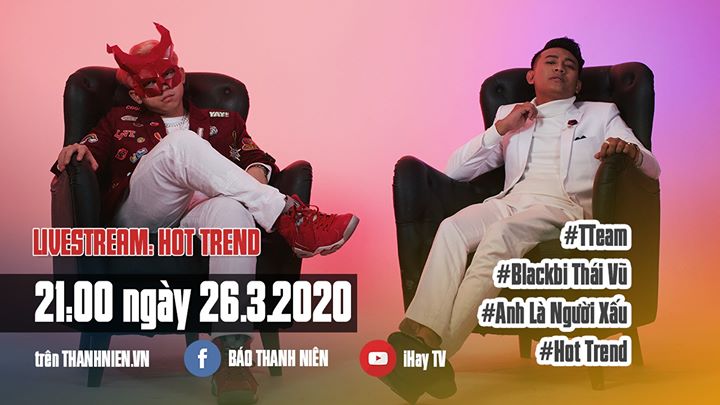 YAY!
LIVESTREAM: HOT TREND
21:00 ngày 26.3.2020
trên THANHNIEN.VN
BÁO THANH NIÊN
iHay TV
#TTeam
#Blackbi Thái Vũ
#Anh Là Người Xấu
#Hot Trend